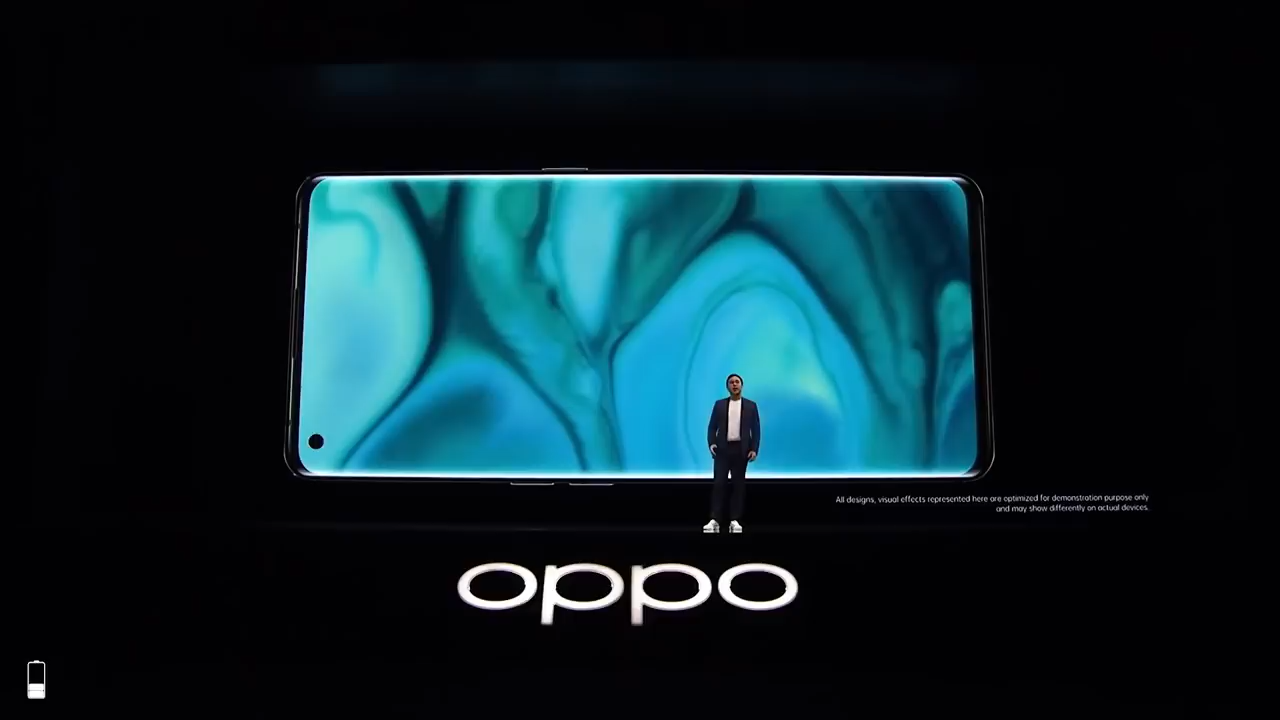 All designs, visual effects represented here are optimized for demonstration purpose only
and may show differently on actual devices.
oppo